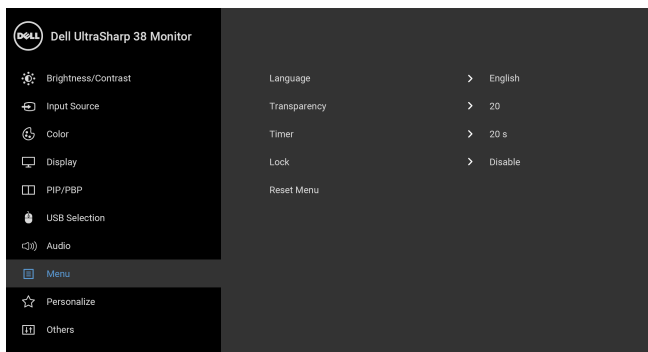 DELL Dell UltraSharp 38 Monitor
Brightness/Contrast
Input Source
Color
Display
PIP/PBP
USB Selection
Audio
Menu
Personalize
Others
Language > English
Transparency > 20
Timer > 20 s
Lock > Disable
Reset Menu